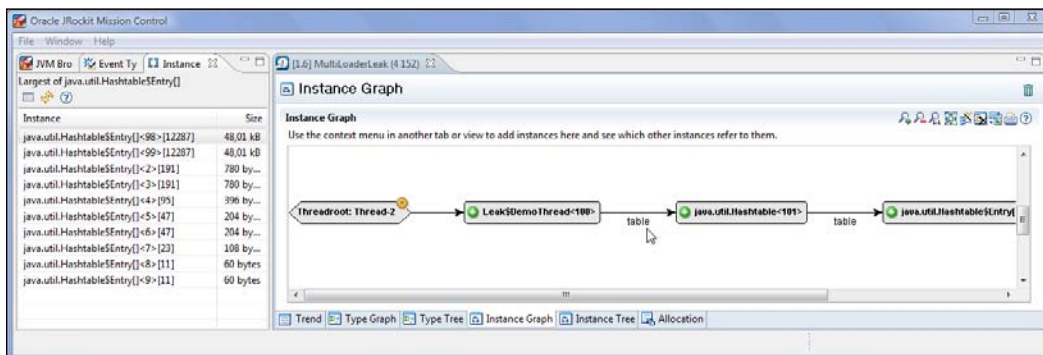 Oracle JRockit Mission Control
File Window Help
JVM Bro
Event Ty
Instance
Largest of java.util.Hashtable$Entry[]
Instance Size
java.util.Hashtable$Entry[]<98>[12287] 48,01 kB
java.util.Hashtable$Entry[]<99>[12287] 48,01 kB
java.util.Hashtable$Entry[]<2>[191] 780 by...
java.util.Hashtable$Entry[]<3>[191] 780 by...
java.util.Hashtable$Entry[]<4>[95] 396 by...
java.util.Hashtable$Entry[]<5>[47] 204 by...
java.util.Hashtable$Entry[]<6>[47] 204 by...
java.util.Hashtable$Entry[]<7>[23] 108 by...
java.util.Hashtable$Entry[]<8>[11] 60 bytes
java.util.Hashtable$Entry[]<9>[11] 60 bytes
[1.6] MultiLoaderLeak (4 152)
Instance Graph
Instance Graph
Use the context menu in another tab or view to add instances here and see which other instances refer to them.
Threadroot: Thread-2
Leak$DemoThread<100>
table
java.util.Hashtable<101>
table
java.util.Hashtable$Entry[
Trend Type Graph Type Tree Instance Graph Instance Tree Allocation